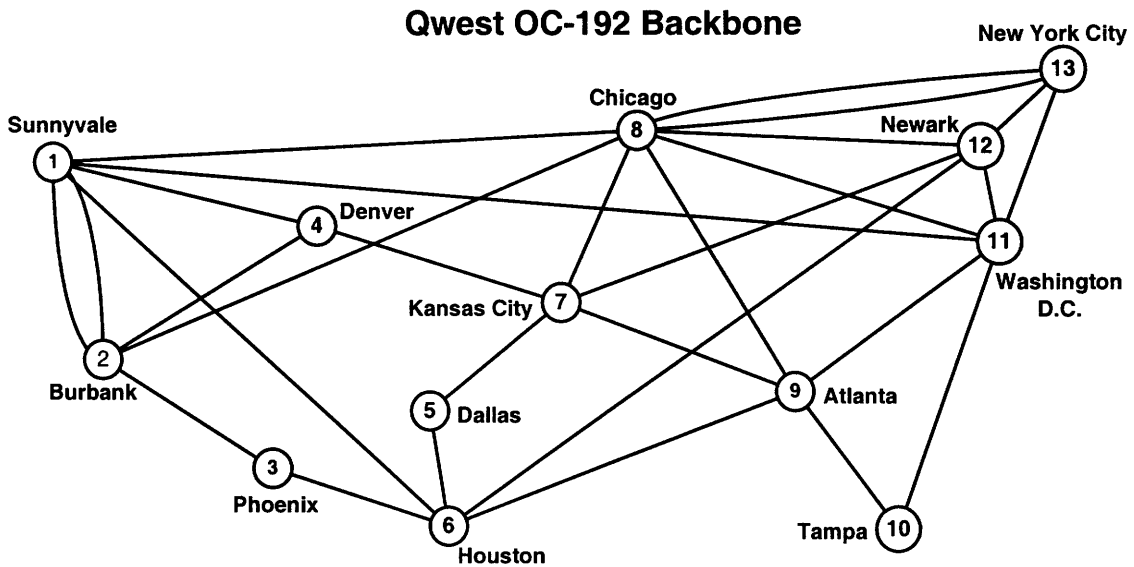 Qwest OC-192 Backbone
New York City
13
Chicago
8
Newark
12
Sunnyvale
1
Denver
4
11
Washington
D.C.
Kansas City
7
2
Burbank
9
Atlanta
5
Dallas
3
Phoenix
6
Houston
Tampa
10